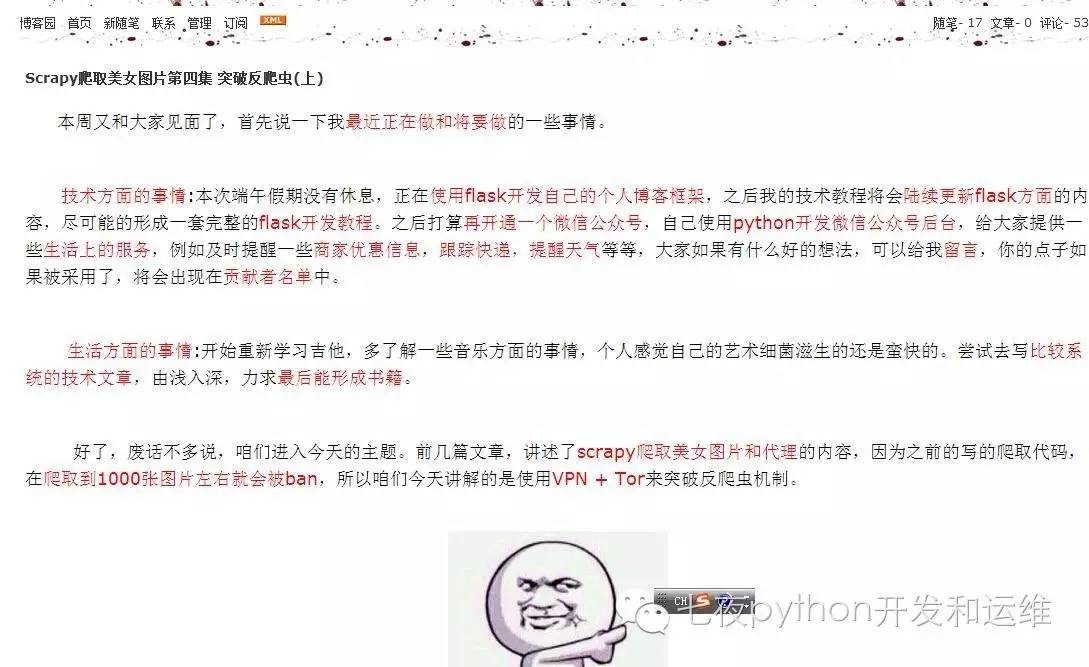 博客园 首页 新随笔 联系 管理 订阅 XML 随笔- 17 文章- 0 评论- 53
Scrapy爬取美女图片第四集 突破反爬虫(上)
本周又和大家见面了，首先说一下我最近正在做和将要做的一些事情。
技术方面的事情:本次端午假期没有休息，正在使用flask开发自己的个人博客框架，之后我的技术教程将会陆续更新flask方面的内
容，尽可能的形成一套完整的flask开发教程。之后打算再开通一个微信公众号，自己使用python开发微信公众号后台，给大家提供一
些生活上的服务，例如及时提醒一些商家优惠信息，跟踪快递，提醒天气等等，大家如果有什么好的想法，可以给我留言，你的点子如
果被采用了，将会出现在贡献者名单中。
生活方面的事情:开始重新学习吉他，多了解一些音乐方面的事情，个人感觉自己的艺术细菌滋生的还是蛮快的。尝试去写比较系
统的技术文章，由浅入深，力求最后能形成书籍。
好了，废话不多说，咱们进入今天的主题。前几篇文章，讲述了scrapy爬取美女图片和代理的内容，因为之前的写的爬取代码，
在爬取到1000张图片左右就会被ban，所以咱们今天讲解的是使用VPN + Tor来突破反爬虫机制。
CH S
七夜python开发和运维